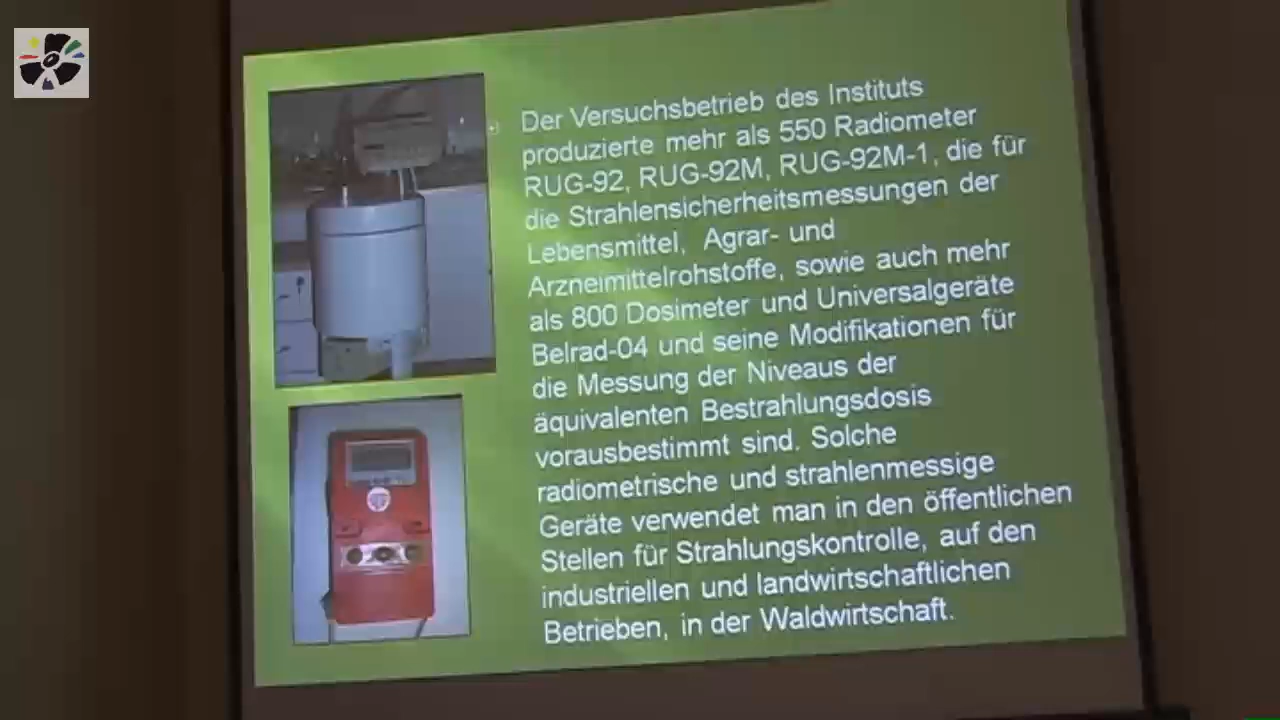 Der Versuchsbetrieb des Instituts
produzierte mehr als 550 Radiometer
RUG-92, RUG-92M, RUG-92M-1, die für
die Strahlensicherheitsmessungen der
Lebensmittel, Agrar- und
Arzneimittelrohstoffe, sowie auch mehr
als 800 Dosimeter und Universalgeräte
Belrad-04 und seine Modifikationen für
die Messung der Niveaus der
äquivalenten Bestrahlungsdosis
vorausbestimmt sind. Solche
radiometrische und strahlenmessige
Geräte verwendet man in den öffentlichen
Stellen für Strahlungskontrolle, auf den
industriellen und landwirtschaftlichen
Betrieben, in der Waldwirtschaft.